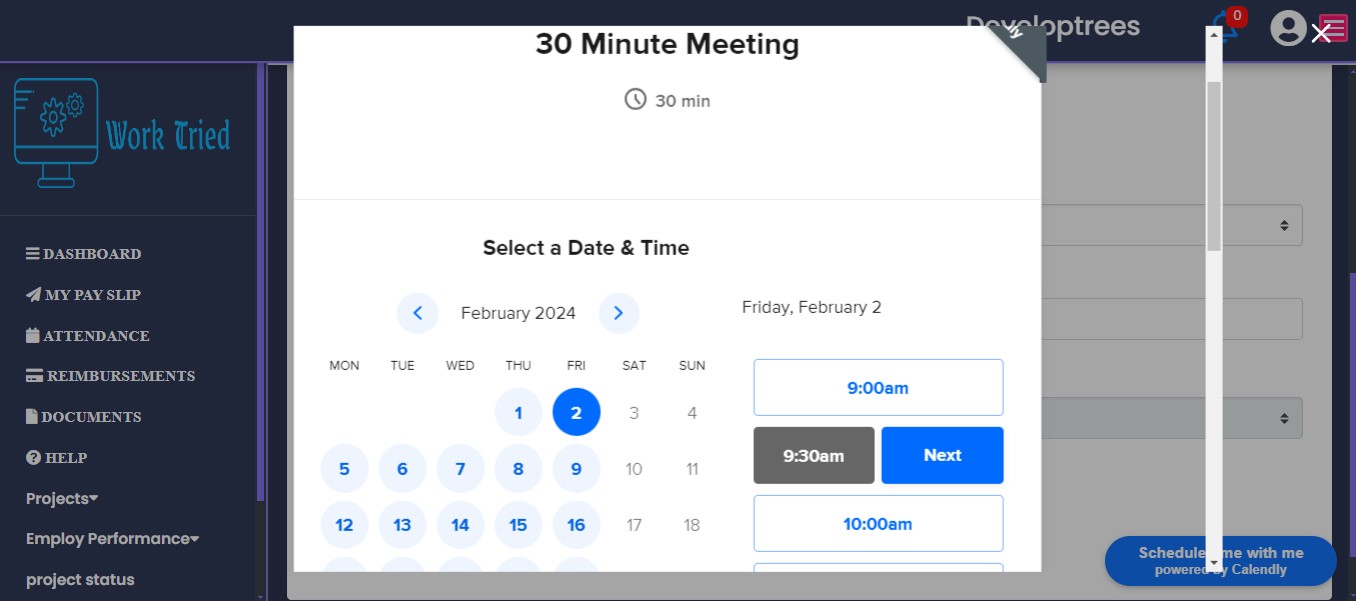 Developtrees
0
Work Tried
DASHBOARD
MY PAY SLIP
ATTENDANCE
REIMBURSEMENTS
DOCUMENTS
HELP
Projects
Employ Performance
project status
30 Minute Meeting
30 min
Select a Date & Time
February 2024
MON TUE WED THU FRI SAT SUN
1 2 3 4
5 6 7 8 9 10 11
12 13 14 15 16 17 18
Friday, February 2
9:00am
9:30am Next
10:00am
Schedule me with me
powered by Calendly